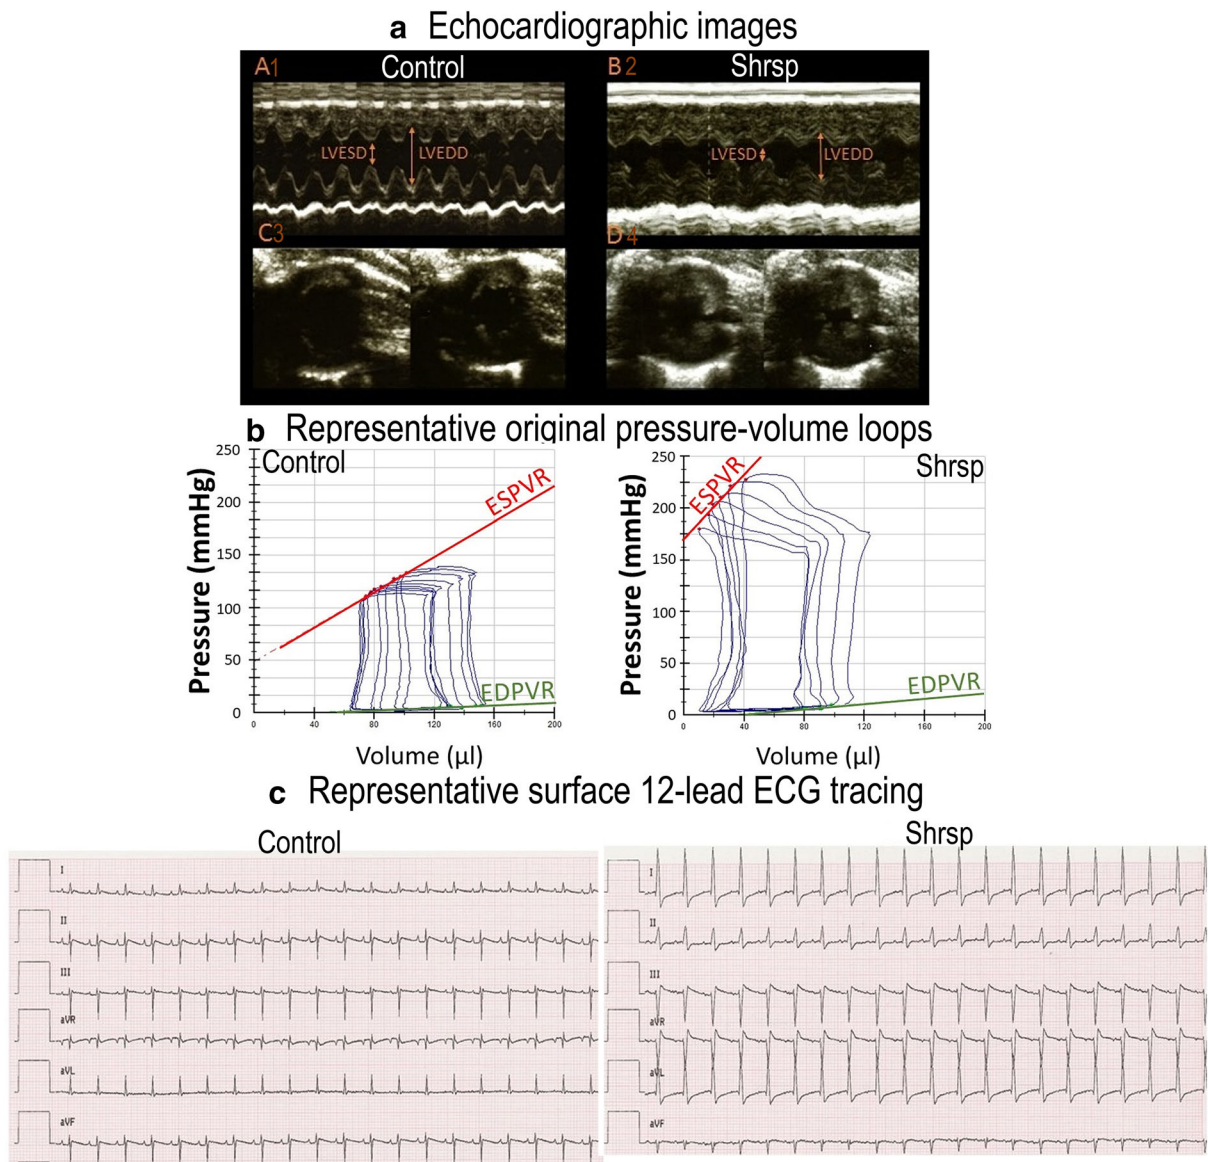 a Echocardiographic images
A1 Control B2 Shrsp
LVESD LVEDD LVESD LVEDD
C3 D4
b Representative original pressure-volume loops
Control Shrsp
Pressure (mmHg)
250
200
150
100
50
0
ESPVR
EDPVR
0 40 80 120 160 200
Volume (µl)
Pressure (mmHg)
250
200
150
100
50
0
ESPVR
EDPVR
0 40 80 120 160 200
Volume (µl)
c Representative surface 12-lead ECG tracing
Control
I
II
III
aVR
aVL
aVF
Shrsp
I
II
III
aVR
aVL
aVF